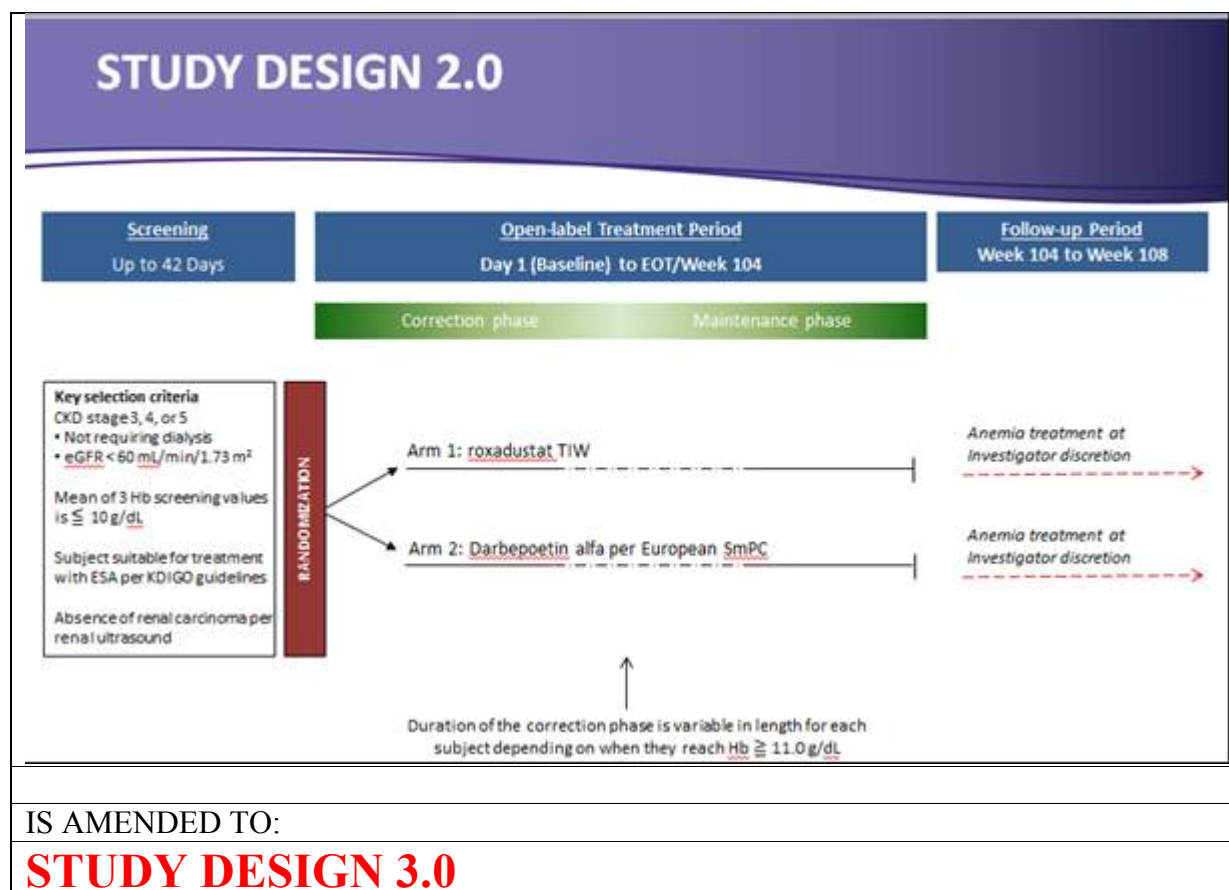 STUDY DESIGN 2.0
Screening
Up to 42 Days
Open-label Treatment Period
Day 1 (Baseline) to EOT/Week 104
Follow-up Period
Week 104 to Week 108
Correction phase
Maintenance phase
Key selection criteria
CKD stage 3, 4, or 5
• Not requiring dialysis
• eGFR < 60 mL/min/1.73 m²
Mean of 3 Hb screening values
is ≦ 10 g/dL
Subject suitable for treatment
with ESA per KDIGO guidelines
Absence of renal carcinoma per
renal ultrasound
RANDOMIZATION
Arm 1: roxadustat TIW
Anemia treatment at
Investigator discretion
Arm 2: Darbepoetin alfa per European SmPC
Anemia treatment at
Investigator discretion
Duration of the correction phase is variable in length for each
subject depending on when they reach Hb ≧ 11.0 g/dL
IS AMENDED TO:
STUDY DESIGN 3.0